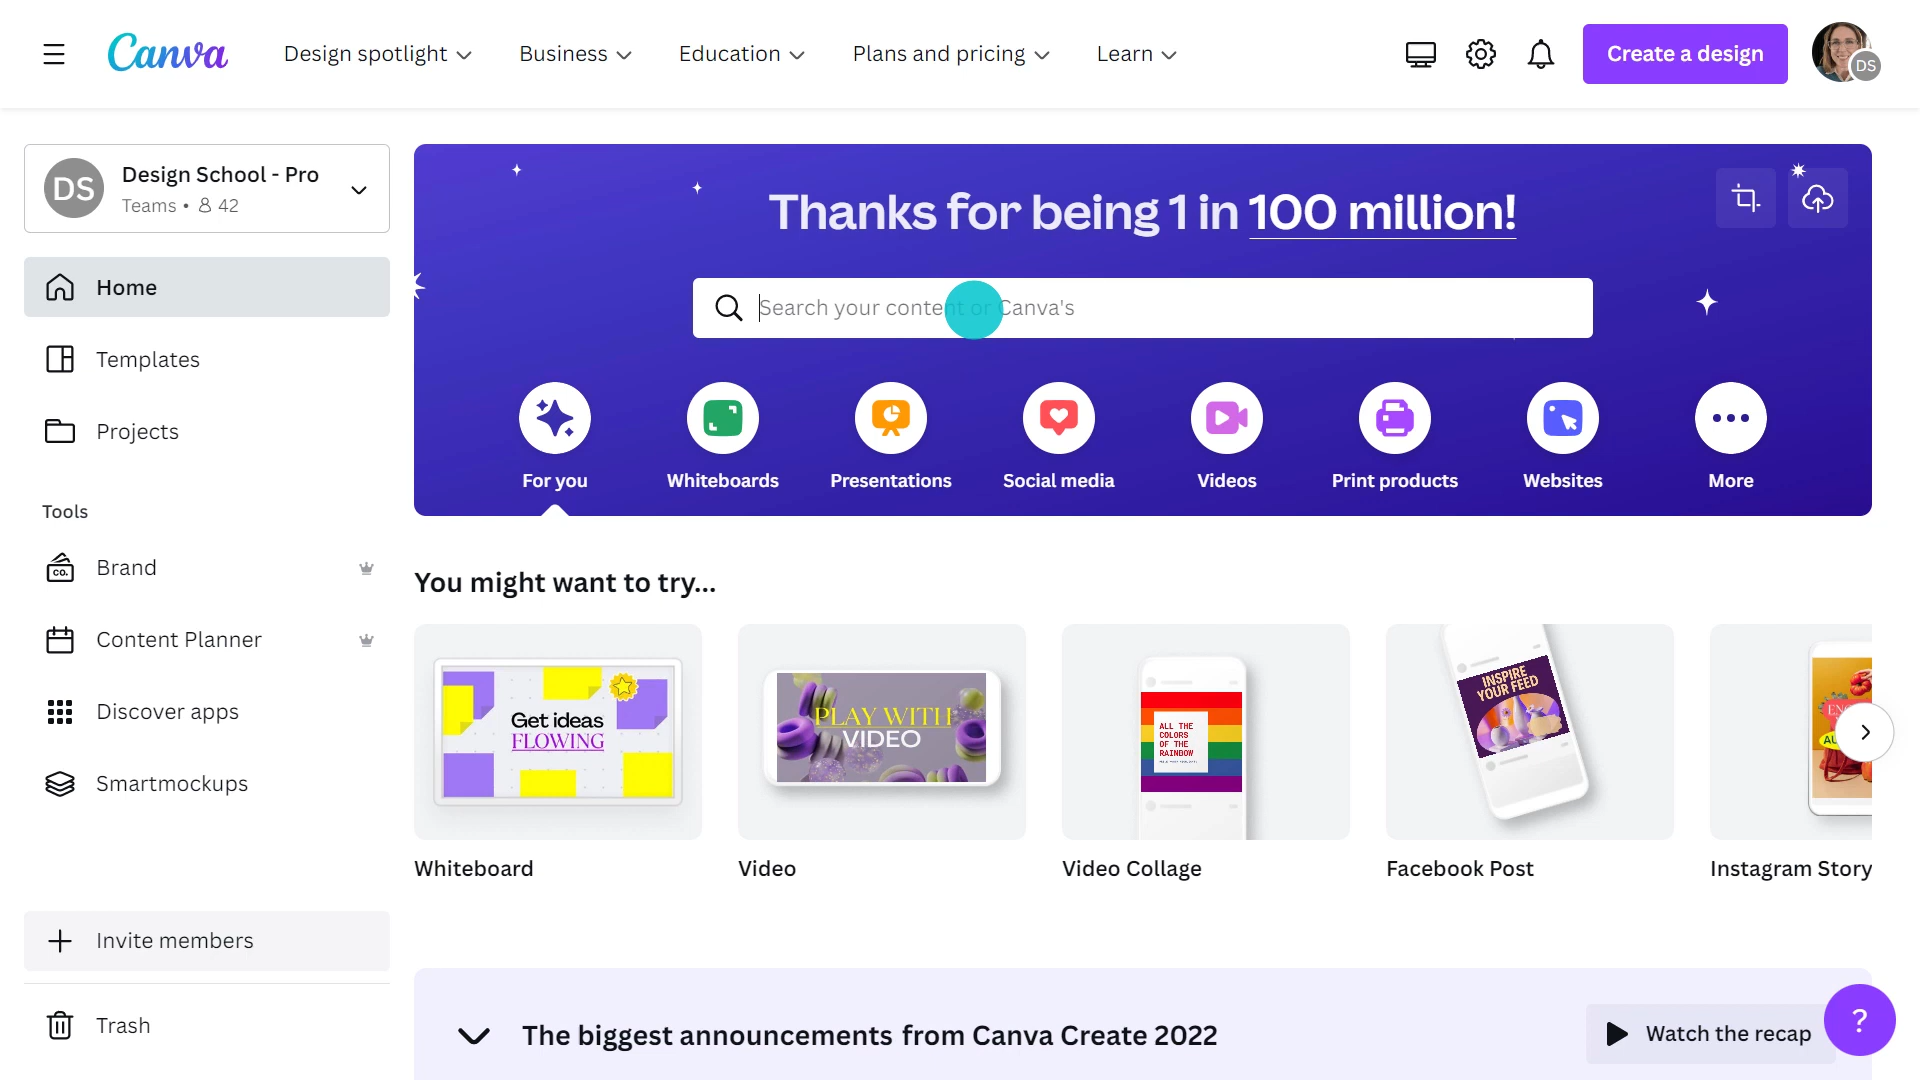 Canva
Design spotlight
Business
Education
Plans and pricing
Learn
Create a design
DS
DS
Design School - Pro
Teams • 42
Home
Templates
Projects
Tools
CO.
Brand
Content Planner
Discover apps
Smartmockups
Invite members
Trash
Thanks for being 1 in 100 million!
Search your content or Canva's
For you
Whiteboards
Presentations
Social media
Videos
Print products
Websites
More
You might want to try...
Get ideas
FLOWING
PLAY WITH
VIDEO
ALL THE
COLORS
OF THE
RAINBOW
INSPIRE
YOUR FEED
Whiteboard
Video
Video Collage
Facebook Post
Instagram Story
The biggest announcements from Canva Create 2022
Watch the recap
?